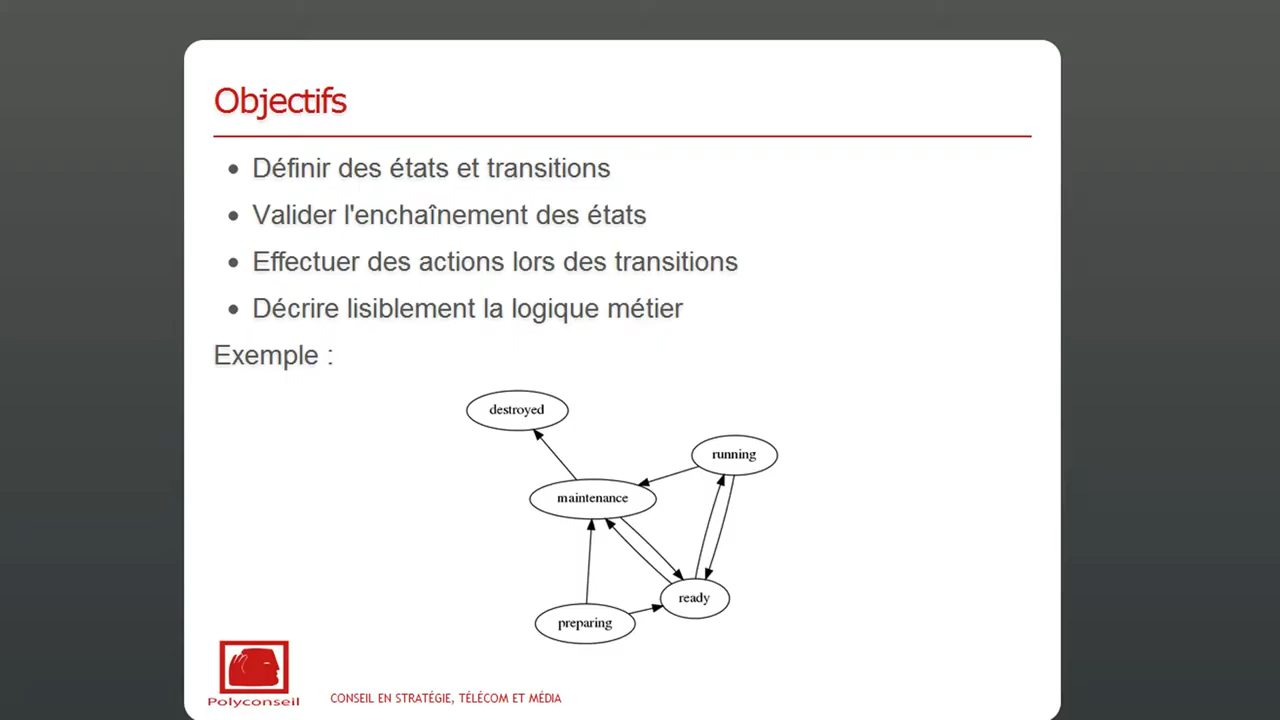 Objectifs
Définir des états et transitions
Valider l'enchaînement des états
Effectuer des actions lors des transitions
Décrire lisiblement la logique métier
Exemple :
destroyed
running
maintenance
ready
preparing
Polyconseil
CONSEIL EN STRATÉGIE, TÉLÉCOM ET MÉDIA